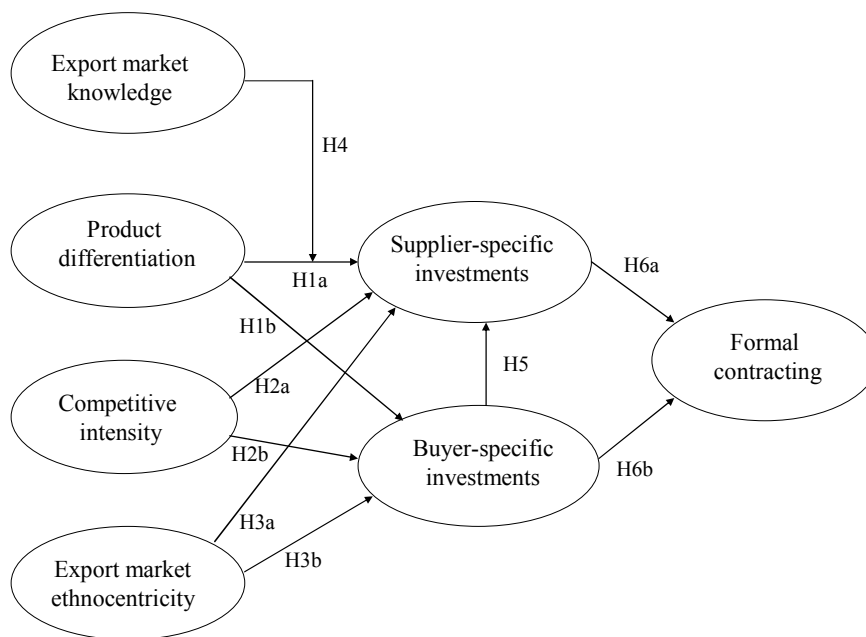 Export market
knowledge
H4
Product
differentiation
Supplier-specific
investments
H1a
H6a
H1b
Formal
contracting
H5
H2a
Competitive
intensity
H2b
Buyer-specific
investments
H6b
H3a
H3b
Export market
ethnocentricity